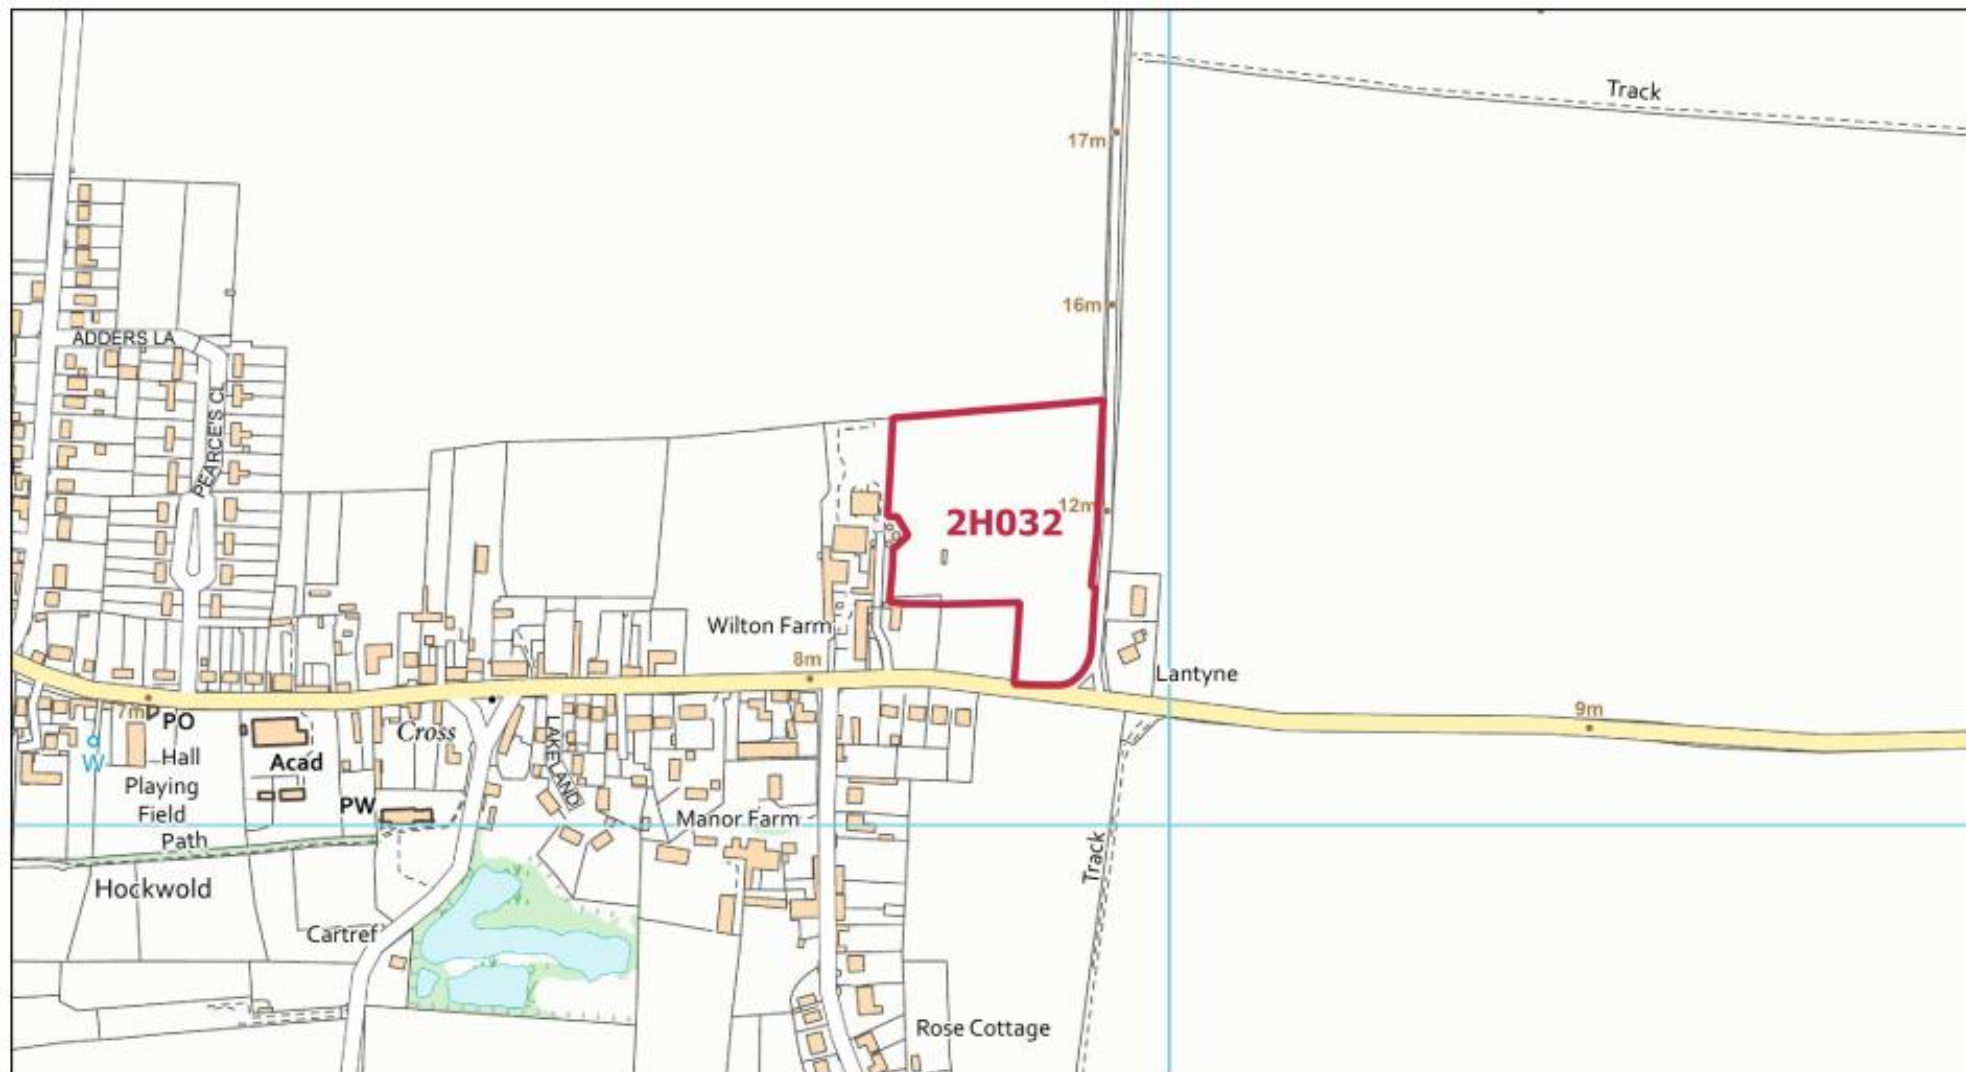 Track
17m
16m
ADDERS LA
PEARCE'S CL
12m
2H032
Wilton Farm
8m
Lantyne
7m
PO
W
Hall
Playing
Field
Path
Acad
PW
Cross
LAKELAND
Manor Farm
9m
Track
Hockwold
Cartref
Rose Cottage